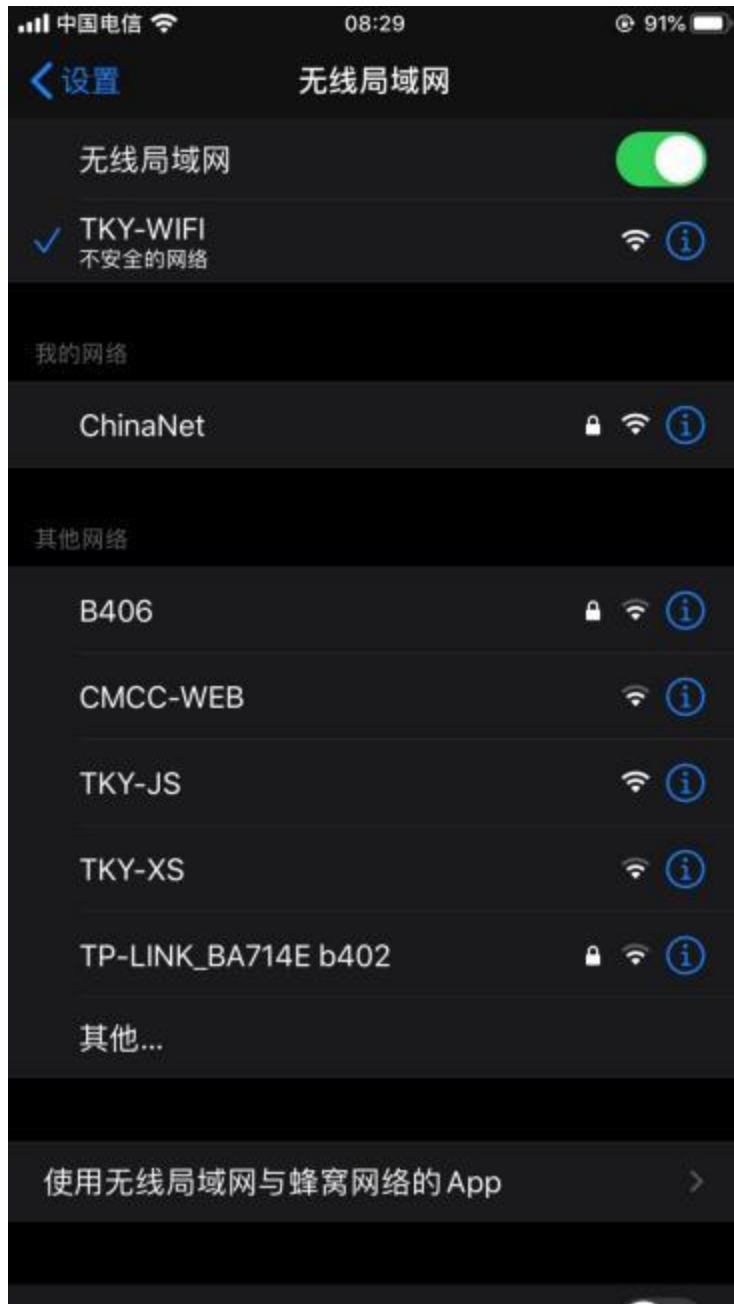 中国电信 08:29 91%
设置 无线局域网
无线局域网
TKY-WIFI
不安全的网络
我的网络
ChinaNet
其他网络
B406
CMCC-WEB
TKY-JS
TKY-XS
TP-LINK_BA714E b402
其他...
使用无线局域网与蜂窝网络的App